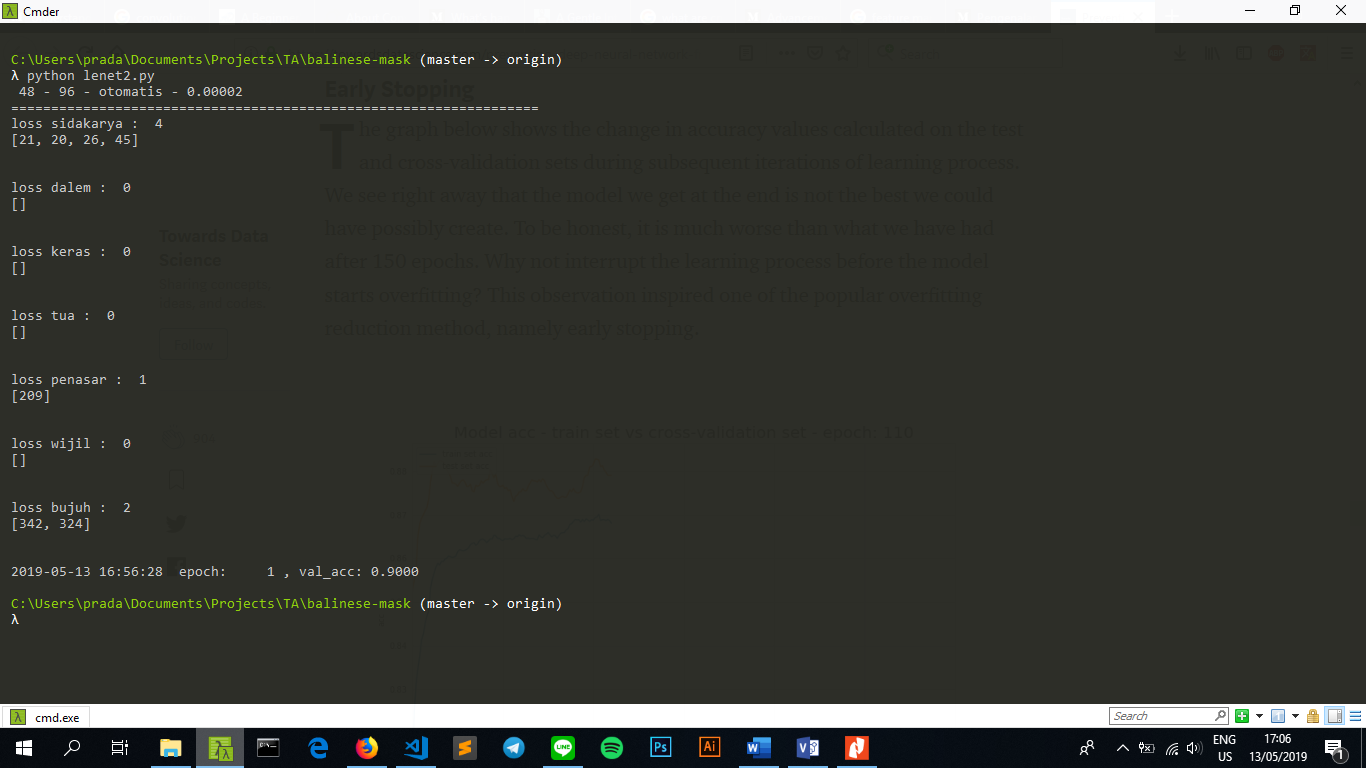 Cmder
C:\Users\prada\Documents\Projects\TA\balinese-mask (master -> origin)
λ python lenet2.py
48 - 96 - otomatis - 0.00002
==================================================================
loss sidakarya :  4
[21, 20, 26, 45]
loss dalem :  0
[]
loss keras :  0
[]
loss tua :  0
[]
loss penasar :  1
[209]
loss wijil :  0
[]
loss bujuh :  2
[342, 324]
2019-05-13 16:56:28  epoch:     1 , val_acc: 0.9000
C:\Users\prada\Documents\Projects\TA\balinese-mask (master -> origin)
λ
Early Stopping
The graph below shows the change in accuracy values calculated on the test
and cross-validation sets during subsequent iterations of learning process.
We see right away that the model we get at the end is not the best we could
have possibly create. To be honest, it is much worse than what we have had
after 150 epochs. Why not interrupt the learning process before the model
starts overfitting? This observation inspired one of the popular overfitting
reduction method, namely early stopping.
Towards Data
Science
Model acc - train set vs cross-validation set - epoch: 110
cmd.exe
Search
ENG
US
17:06
13/05/2019
1